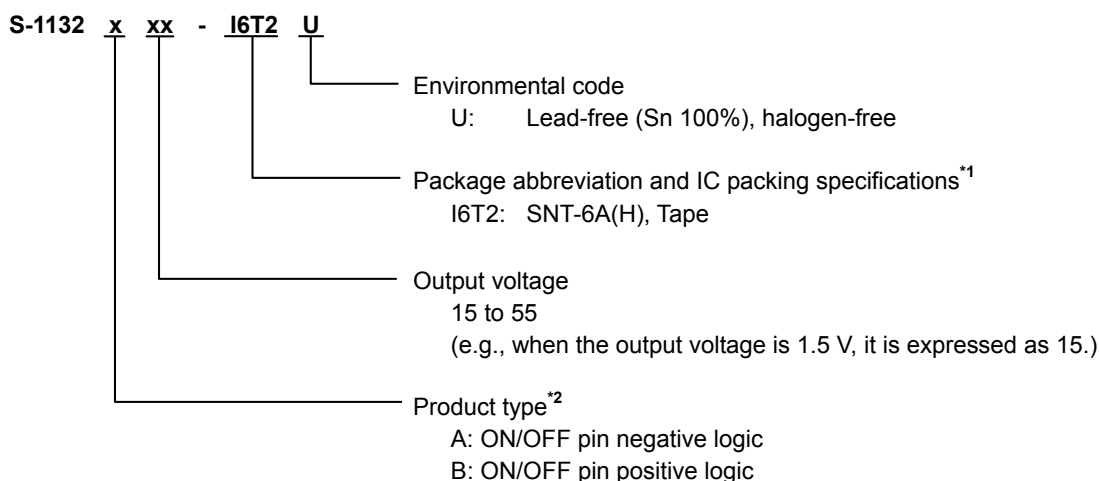 S-1132 x xx - I6T2 U
Environmental code
U: Lead-free (Sn 100%), halogen-free
Package abbreviation and IC packing specifications*1
I6T2: SNT-6A(H), Tape
Output voltage
15 to 55
(e.g., when the output voltage is 1.5 V, it is expressed as 15.)
Product type*2
A: ON/OFF pin negative logic
B: ON/OFF pin positive logic